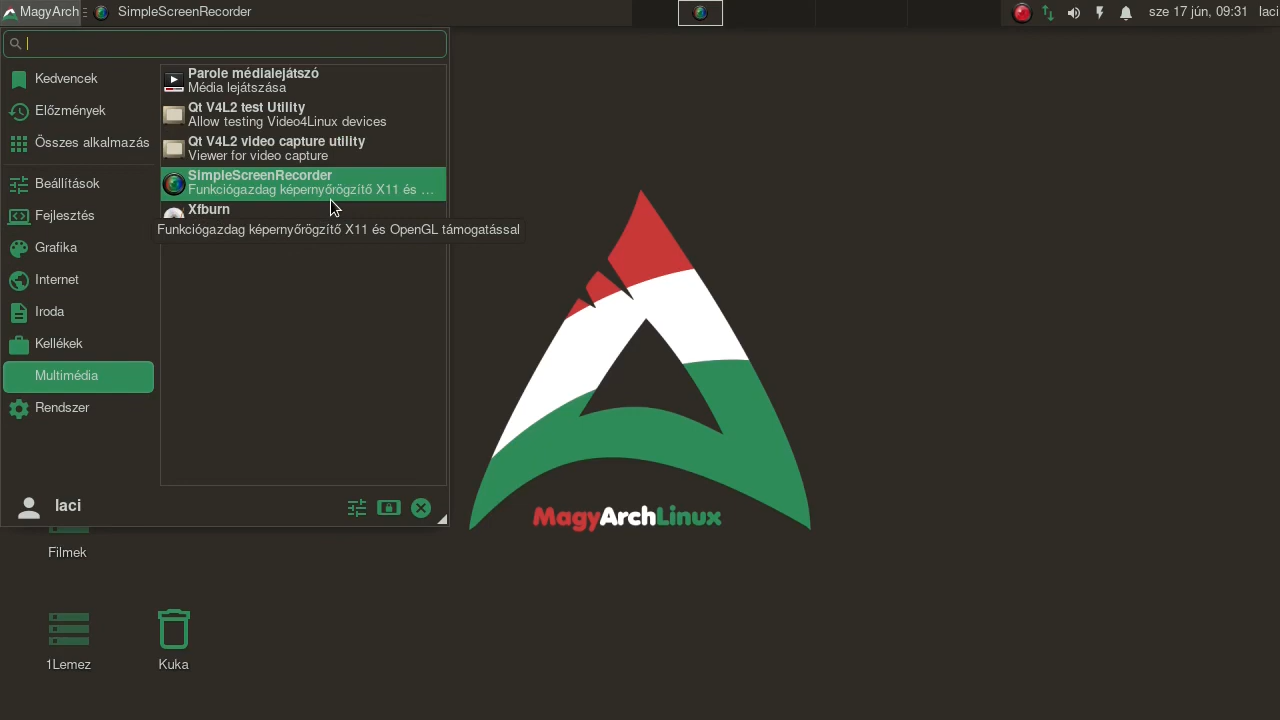 MagyArch
SimpleScreenRecorder
sze 17 jún, 09:31
laci
Kedvencek
Előzmények
Összes alkalmazás
Beállítások
Fejlesztés
Grafika
Internet
Iroda
Kellékek
Multimédia
Rendszer
Parole médialejátszó
Média lejátszása
Qt V4L2 test Utility
Allow testing Video4Linux devices
Qt V4L2 video capture utility
Viewer for video capture
SimpleScreenRecorder
Funkciógazdag képernyőrögzítő X11 és ...
Xfburn
Funkciógazdag képernyőrögzítő X11 és OpenGL támogatással
laci
MagyArchLinux
Filmek
1Lemez
Kuka